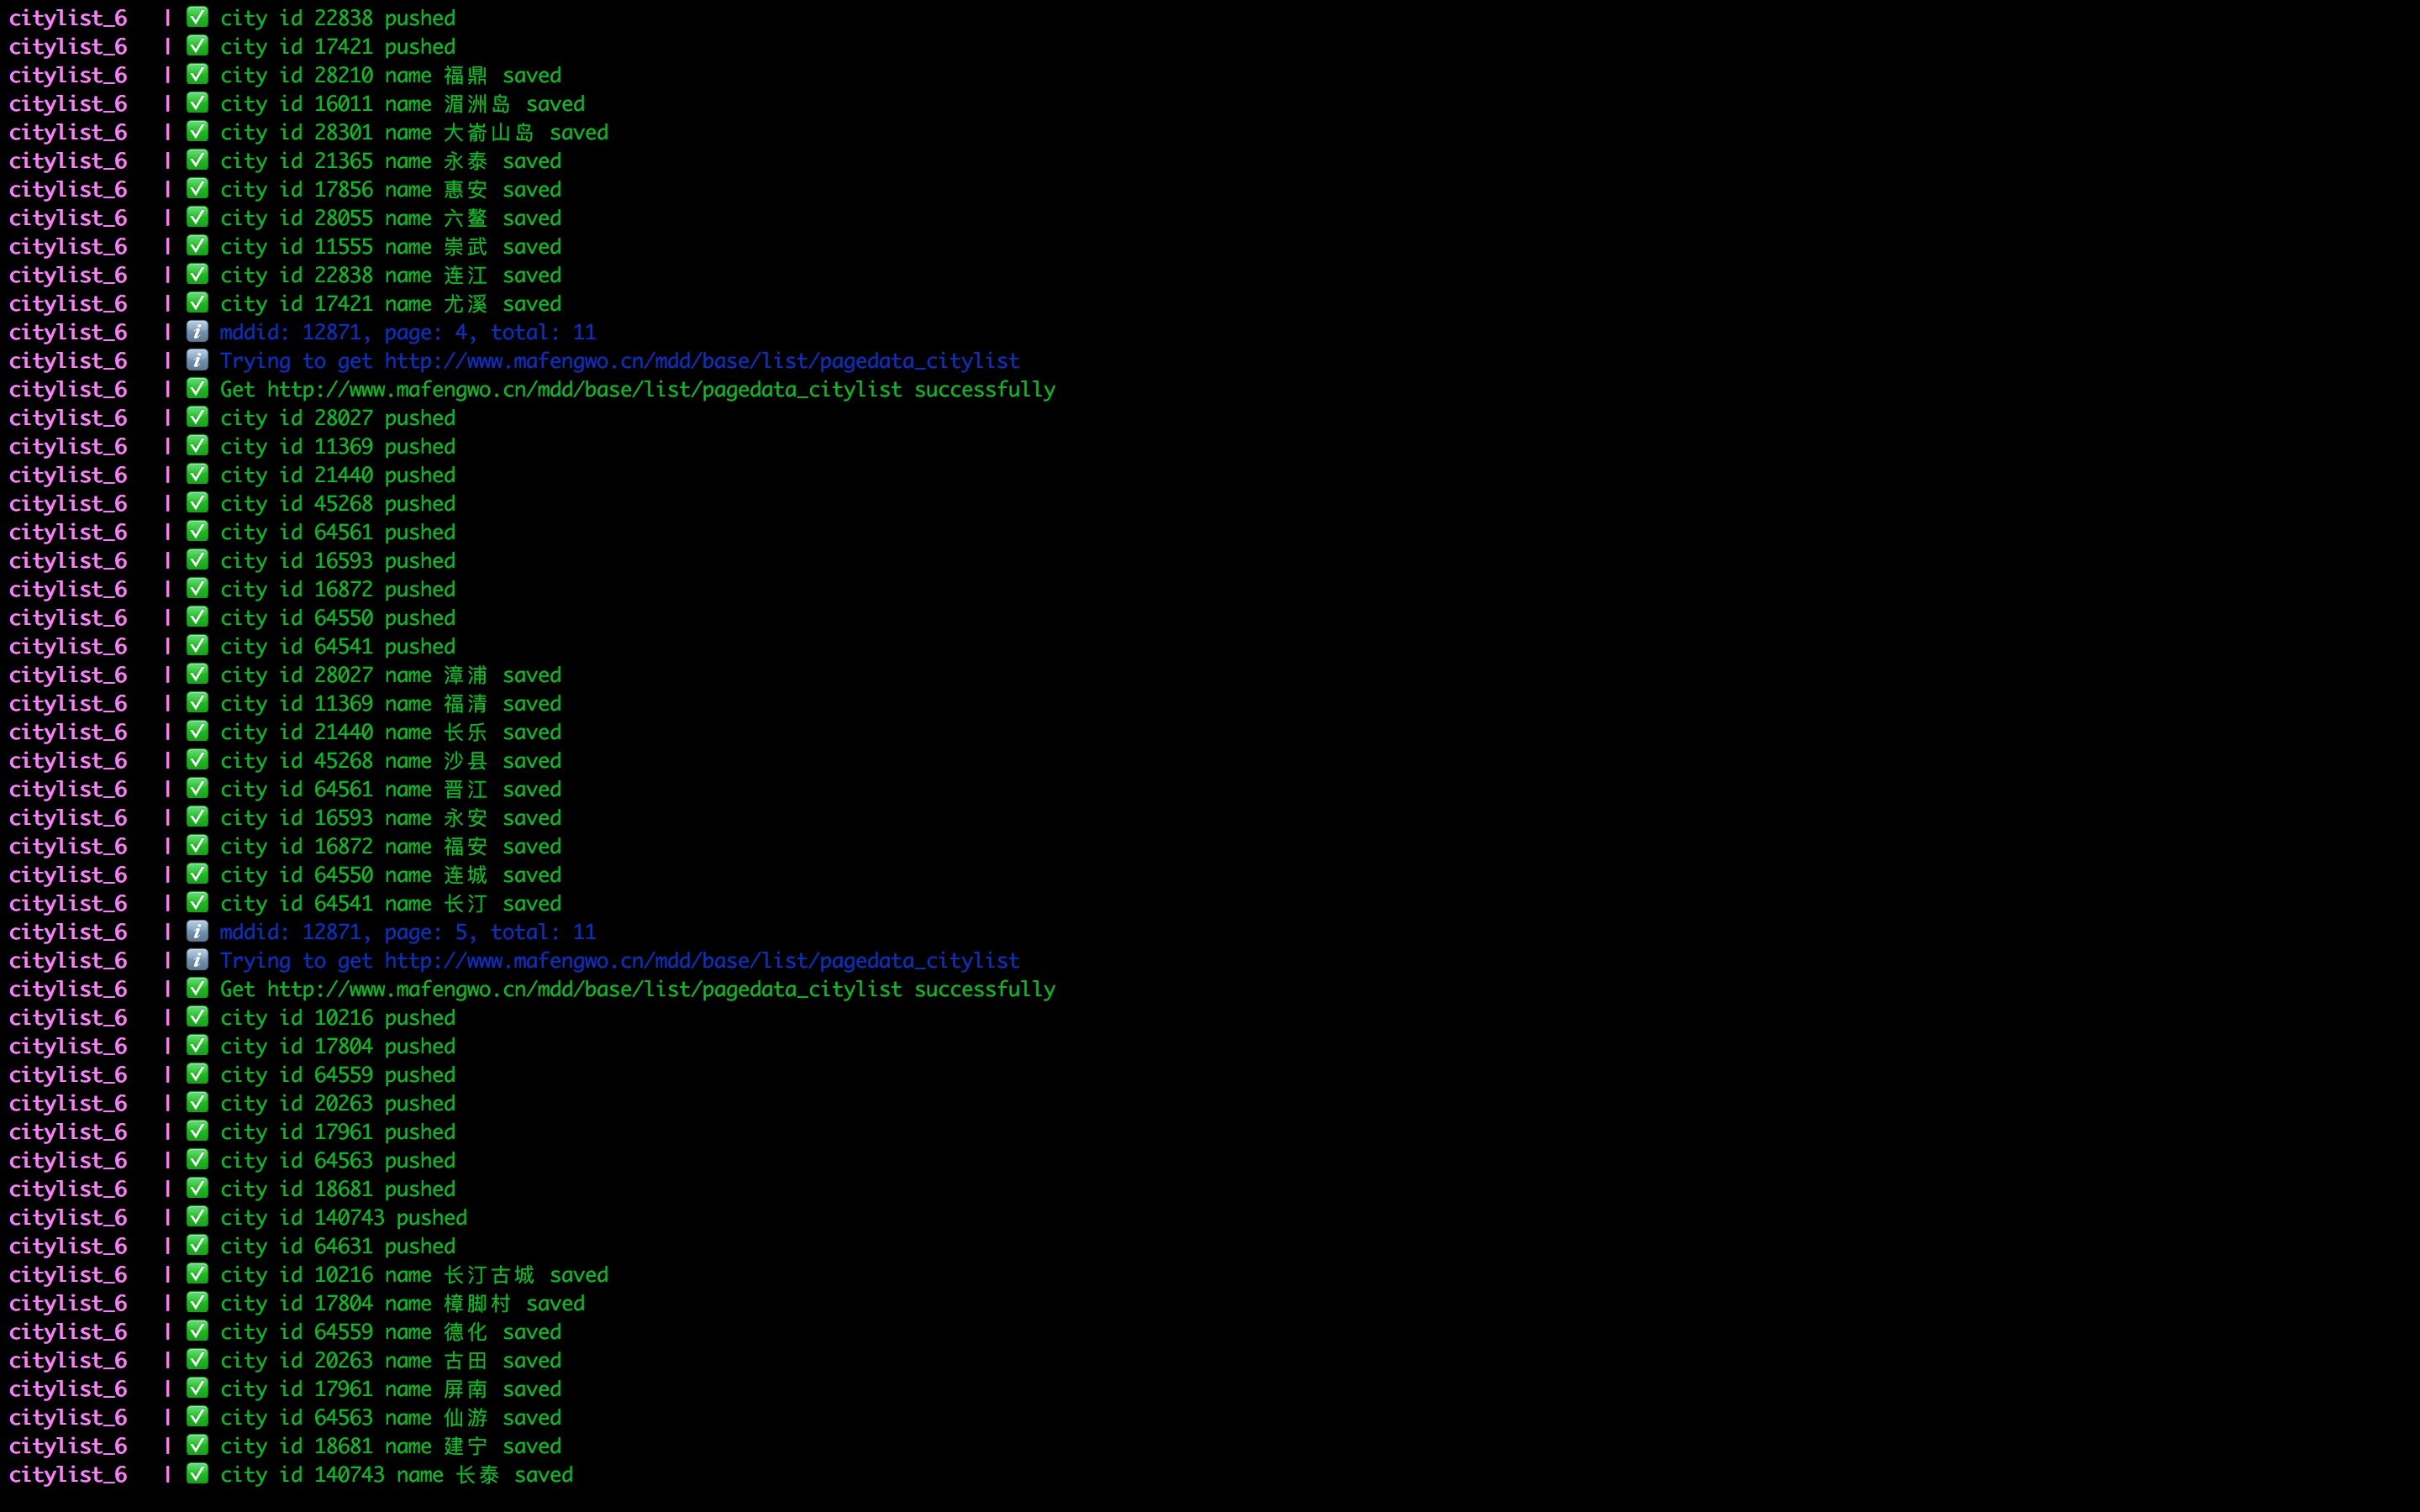 citylist_6 | ✅ city id 22838 pushed
citylist_6 | ✅ city id 17421 pushed
citylist_6 | ✅ city id 28210 name 福鼎 saved
citylist_6 | ✅ city id 16011 name 湄洲岛 saved
citylist_6 | ✅ city id 28301 name 大嵛山岛 saved
citylist_6 | ✅ city id 21365 name 永泰 saved
citylist_6 | ✅ city id 17856 name 惠安 saved
citylist_6 | ✅ city id 28055 name 六鳌 saved
citylist_6 | ✅ city id 11555 name 崇武 saved
citylist_6 | ✅ city id 22838 name 连江 saved
citylist_6 | ✅ city id 17421 name 尤溪 saved
citylist_6 | ℹ️ mddid: 12871, page: 4, total: 11
citylist_6 | ℹ️ Trying to get http://www.mafengwo.cn/mdd/base/list/pagedata_citylist
citylist_6 | ✅ Get http://www.mafengwo.cn/mdd/base/list/pagedata_citylist successfully
citylist_6 | ✅ city id 28027 pushed
citylist_6 | ✅ city id 11369 pushed
citylist_6 | ✅ city id 21440 pushed
citylist_6 | ✅ city id 45268 pushed
citylist_6 | ✅ city id 64561 pushed
citylist_6 | ✅ city id 16593 pushed
citylist_6 | ✅ city id 16872 pushed
citylist_6 | ✅ city id 64550 pushed
citylist_6 | ✅ city id 64541 pushed
citylist_6 | ✅ city id 28027 name 漳浦 saved
citylist_6 | ✅ city id 11369 name 福清 saved
citylist_6 | ✅ city id 21440 name 长乐 saved
citylist_6 | ✅ city id 45268 name 沙县 saved
citylist_6 | ✅ city id 64561 name 晋江 saved
citylist_6 | ✅ city id 16593 name 永安 saved
citylist_6 | ✅ city id 16872 name 福安 saved
citylist_6 | ✅ city id 64550 name 连城 saved
citylist_6 | ✅ city id 64541 name 长汀 saved
citylist_6 | ℹ️ mddid: 12871, page: 5, total: 11
citylist_6 | ℹ️ Trying to get http://www.mafengwo.cn/mdd/base/list/pagedata_citylist
citylist_6 | ✅ Get http://www.mafengwo.cn/mdd/base/list/pagedata_citylist successfully
citylist_6 | ✅ city id 10216 pushed
citylist_6 | ✅ city id 17804 pushed
citylist_6 | ✅ city id 64559 pushed
citylist_6 | ✅ city id 20263 pushed
citylist_6 | ✅ city id 17961 pushed
citylist_6 | ✅ city id 64563 pushed
citylist_6 | ✅ city id 18681 pushed
citylist_6 | ✅ city id 140743 pushed
citylist_6 | ✅ city id 64631 pushed
citylist_6 | ✅ city id 10216 name 长汀古城 saved
citylist_6 | ✅ city id 17804 name 樟脚村 saved
citylist_6 | ✅ city id 64559 name 德化 saved
citylist_6 | ✅ city id 20263 name 古田 saved
citylist_6 | ✅ city id 17961 name 屏南 saved
citylist_6 | ✅ city id 64563 name 仙游 saved
citylist_6 | ✅ city id 18681 name 建宁 saved
citylist_6 | ✅ city id 140743 name 长泰 saved